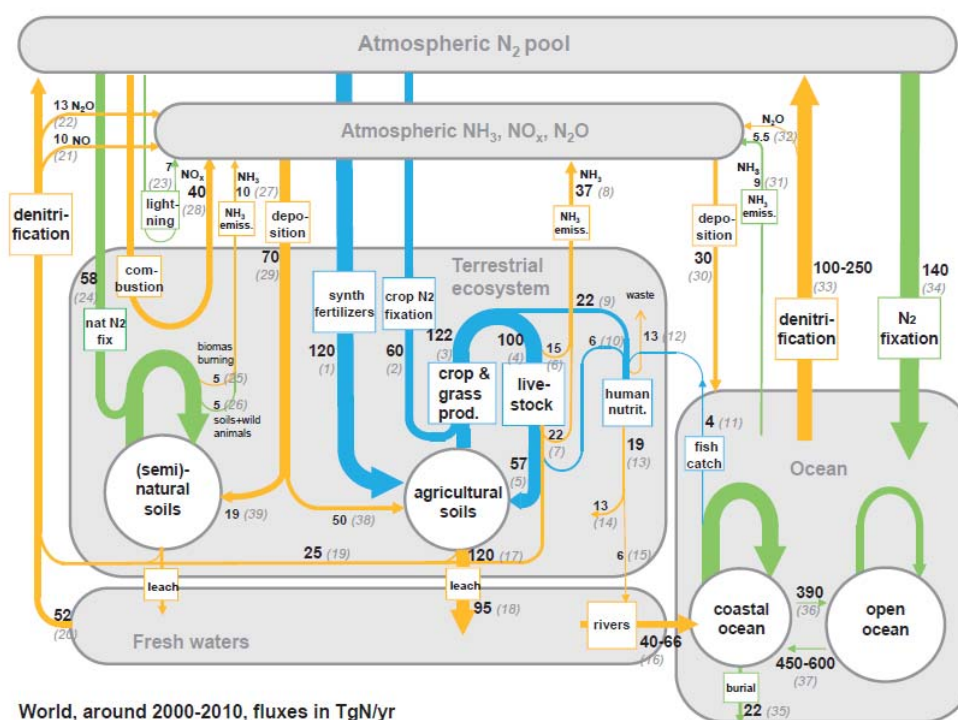 Atmospheric N2 pool
13 N2O
(22)
10 NO
(21)
Atmospheric NH3, NOx, N2O
N2O
5.5 (32)
7
(23)
light-
ning
NOx
40
(28)
NH3
10 (27)
NH3
emiss.
depo-
sition
70
(29)
NH3
37 (8)
NH3
emiss.
depo-
sition
30
(30)
NH3
9 (31)
NH3
emiss.
denitri-
fication
58
(24)
nat N2
fix
com-
bustion
Terrestrial
ecosystem
synth
fertilizers
120
(1)
crop N2
fixation
60
(2)
122
(3)
crop &
grass
prod.
100
(4)
live-
stock
15
(6)
22
(7)
57
(5)
22 (9)
6 (10)
waste
13 (12)
human
nutrit.
19
(13)
13
(14)
6 (15)
100-250
(33)
denitri-
fication
140
(34)
N2
fixation
biomas
burning
5 (25)
5 (26)
soils+wild
animals
(semi)-
natural
soils
19 (39)
50 (38)
agricultural
soils
4 (11)
fish
catch
Ocean
25 (19)
120 (17)
leach
leach
95 (18)
52
(20)
Fresh waters
rivers
40-66
(16)
coastal
ocean
390
(36)
450-600
(37)
open
ocean
burial
22 (35)
World, around 2000-2010, fluxes in TgN/yr